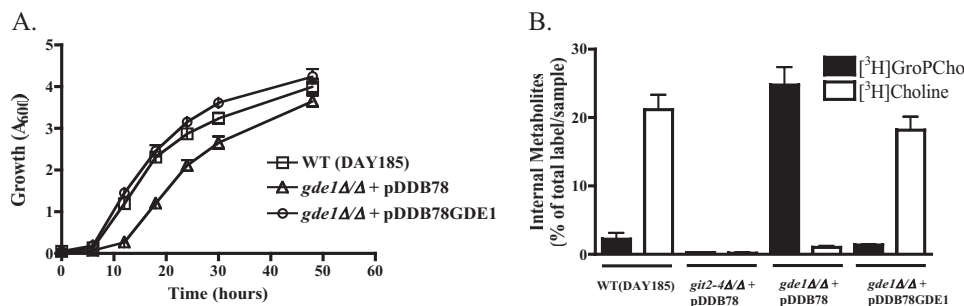 A.
B.
Growth (A600)
5
4
3
2
1
0
0 10 20 30 40 50 60
Time (hours)
WT (DAY185)
gde1Δ/Δ + pDDB78
gde1Δ/Δ + pDDB78GDE1
Internal Metabolites
(% of total label/sample)
30
20
10
0
[³H]GroPCho
[³H]Choline
WT(DAY185)
git2-4Δ/Δ +
pDDB78
gde1Δ/Δ +
pDDB78
gde1Δ/Δ +
pDDB78GDE1